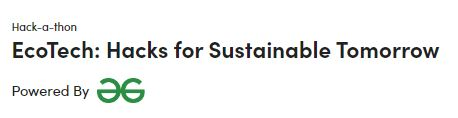 Hack-a-thon
EcoTech: Hacks for Sustainable Tomorrow
Powered By